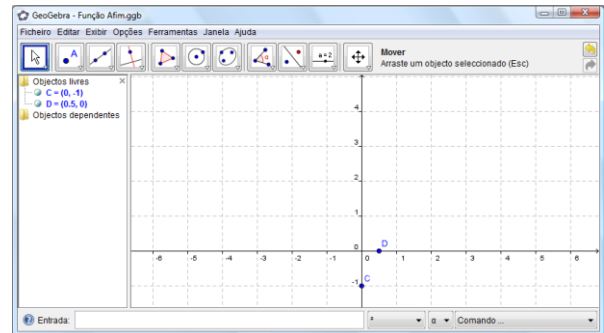 GeoGebra - Função Afim.ggb
Ficheiro Editar Exibir Opções Ferramentas Janela Ajuda
A
α
a=2
Mover
Arraste um objecto seleccionado (Esc)
Objectos livres
C = (0, -1)
D = (0.5, 0)
Objectos dependentes
4
3
2
1
0
-1
-6 -5 -4 -3 -2 -1 0 1 2 3 4 5 6
D
C
Entrada:
²
α
Comando ...